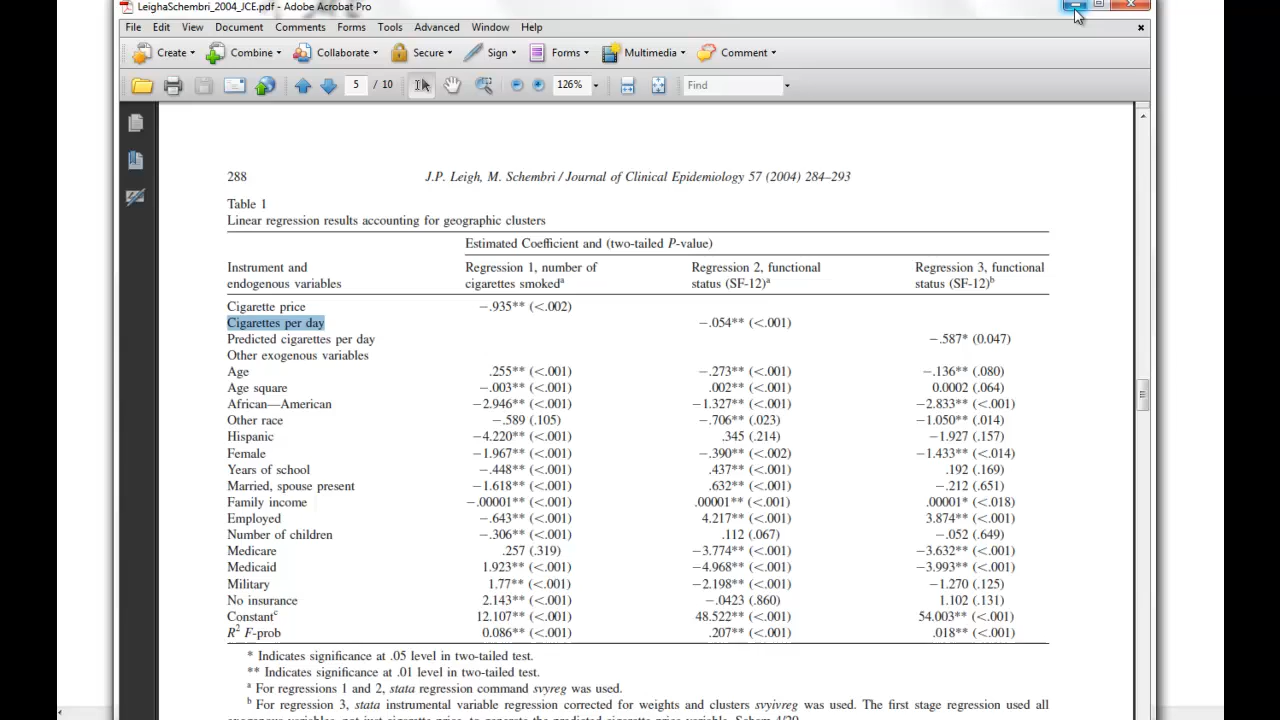 LeighaSchembri_2004_JCE.pdf - Adobe Acrobat Pro
File Edit View Document Comments Forms Tools Advanced Window Help
Create Combine Collaborate Secure Sign Forms Multimedia Comment
5 / 10 126% Find
288 J.P. Leigh, M. Schembri / Journal of Clinical Epidemiology 57 (2004) 284–293
Table 1
Linear regression results accounting for geographic clusters
Estimated Coefficient and (two-tailed P-value)
Instrument and Regression 1, number of Regression 2, functional Regression 3, functional
endogenous variables cigarettes smokedᵃ status (SF-12)ᵃ status (SF-12)ᵇ
Cigarette price −.935** (<.002)
Cigarettes per day −.054** (<.001)
Predicted cigarettes per day −.587* (0.047)
Other exogenous variables
Age .255** (<.001) −.273** (<.001) −.136** (.080)
Age square −.003** (<.001) .002** (<.001) 0.0002 (.064)
African—American −2.946** (<.001) −1.327** (<.001) −2.833** (<.001)
Other race −.589 (.105) −.706** (.023) −1.050** (.014)
Hispanic −4.220** (<.001) .345 (.214) −1.927 (.157)
Female −1.967** (<.001) −.390** (<.002) −1.433** (<.014)
Years of school −.448** (<.001) .437** (<.001) .192 (.169)
Married, spouse present −1.618** (<.001) .632** (<.001) −.212 (.651)
Family income −.00001** (<.001) .00001** (<.001) .00001* (<.018)
Employed −.643** (<.001) 4.217** (<.001) 3.874** (<.001)
Number of children −.306** (<.001) .112 (.067) −.052 (.649)
Medicare .257 (.319) −3.774** (<.001) −3.632** (<.001)
Medicaid 1.923** (<.001) −4.968** (<.001) −3.993** (<.001)
Military 1.77** (<.001) −2.198** (<.001) −1.270 (.125)
No insurance 2.143** (<.001) −.0423 (.860) 1.102 (.131)
Constantᶜ 12.107** (<.001) 48.522** (<.001) 54.003** (<.001)
R² F-prob 0.086** (<.001) .207** (<.001) .018** (<.001)
* Indicates significance at .05 level in two-tailed test.
** Indicates significance at .01 level in two-tailed test.
ᵃ For regressions 1 and 2, stata regression command svyreg was used.
ᵇ For regression 3, stata instrumental variable regression corrected for weights and clusters svyivreg was used. The first stage regression used all